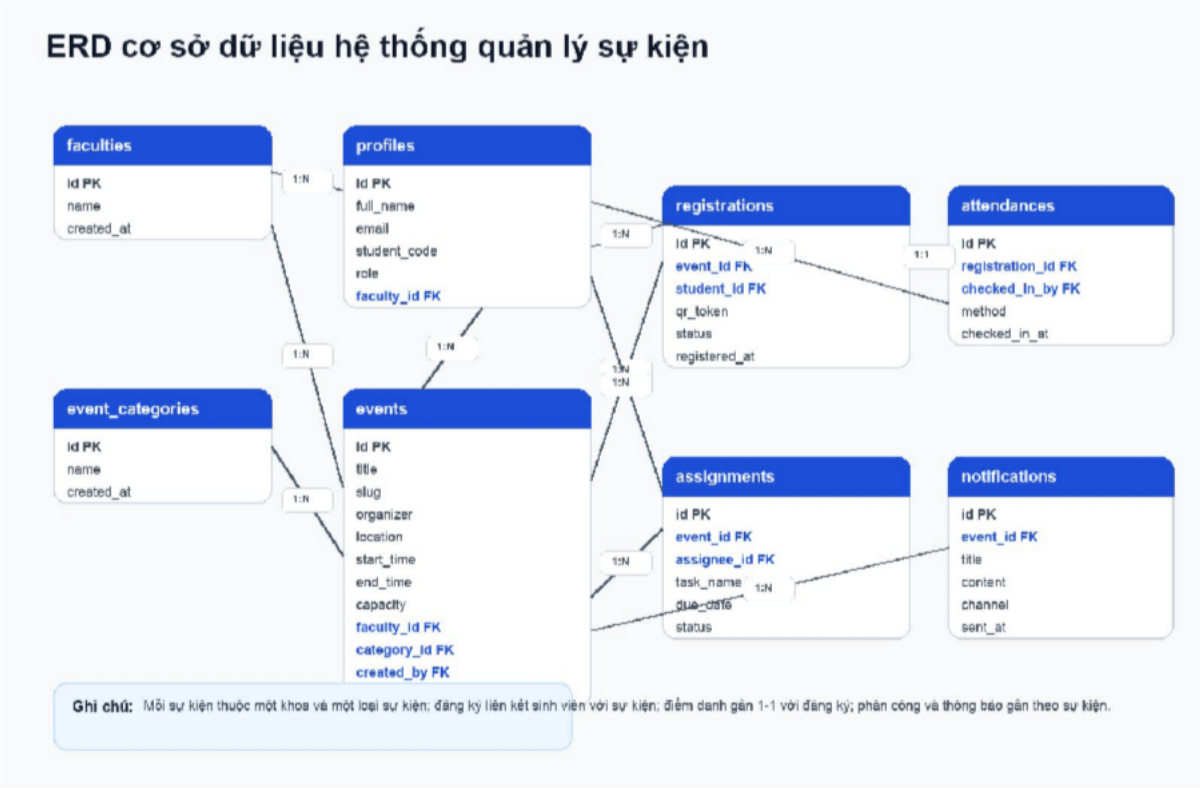 ERD cơ sở dữ liệu hệ thống quản lý sự kiện
faculties
id PK
name
created_at
1:N
profiles
id PK
full_name
email
student_code
role
faculty_id FK
1:N
registrations
id PK
event_id FK
student_id FK
qr_token
status
registered_at
1:N
1:1
attendances
id PK
registration_id FK
checked_in_by FK
method
checked_in_at
1:N
1:N
1:N
1:N
event_categories
id PK
name
created_at
1:N
events
id PK
title
slug
organizer
location
start_time
end_time
capacity
faculty_id FK
category_id FK
created_by FK
1:N
assignments
id PK
event_id FK
assignee_id FK
task_name
due_date
status
1:N
notifications
id PK
event_id FK
title
content
channel
sent_at
Ghi chú: Mỗi sự kiện thuộc một khoa và một loại sự kiện; đăng ký liên kết sinh viên với sự kiện; điểm danh gắn 1-1 với đăng ký; phân công và thông báo gắn theo sự kiện.